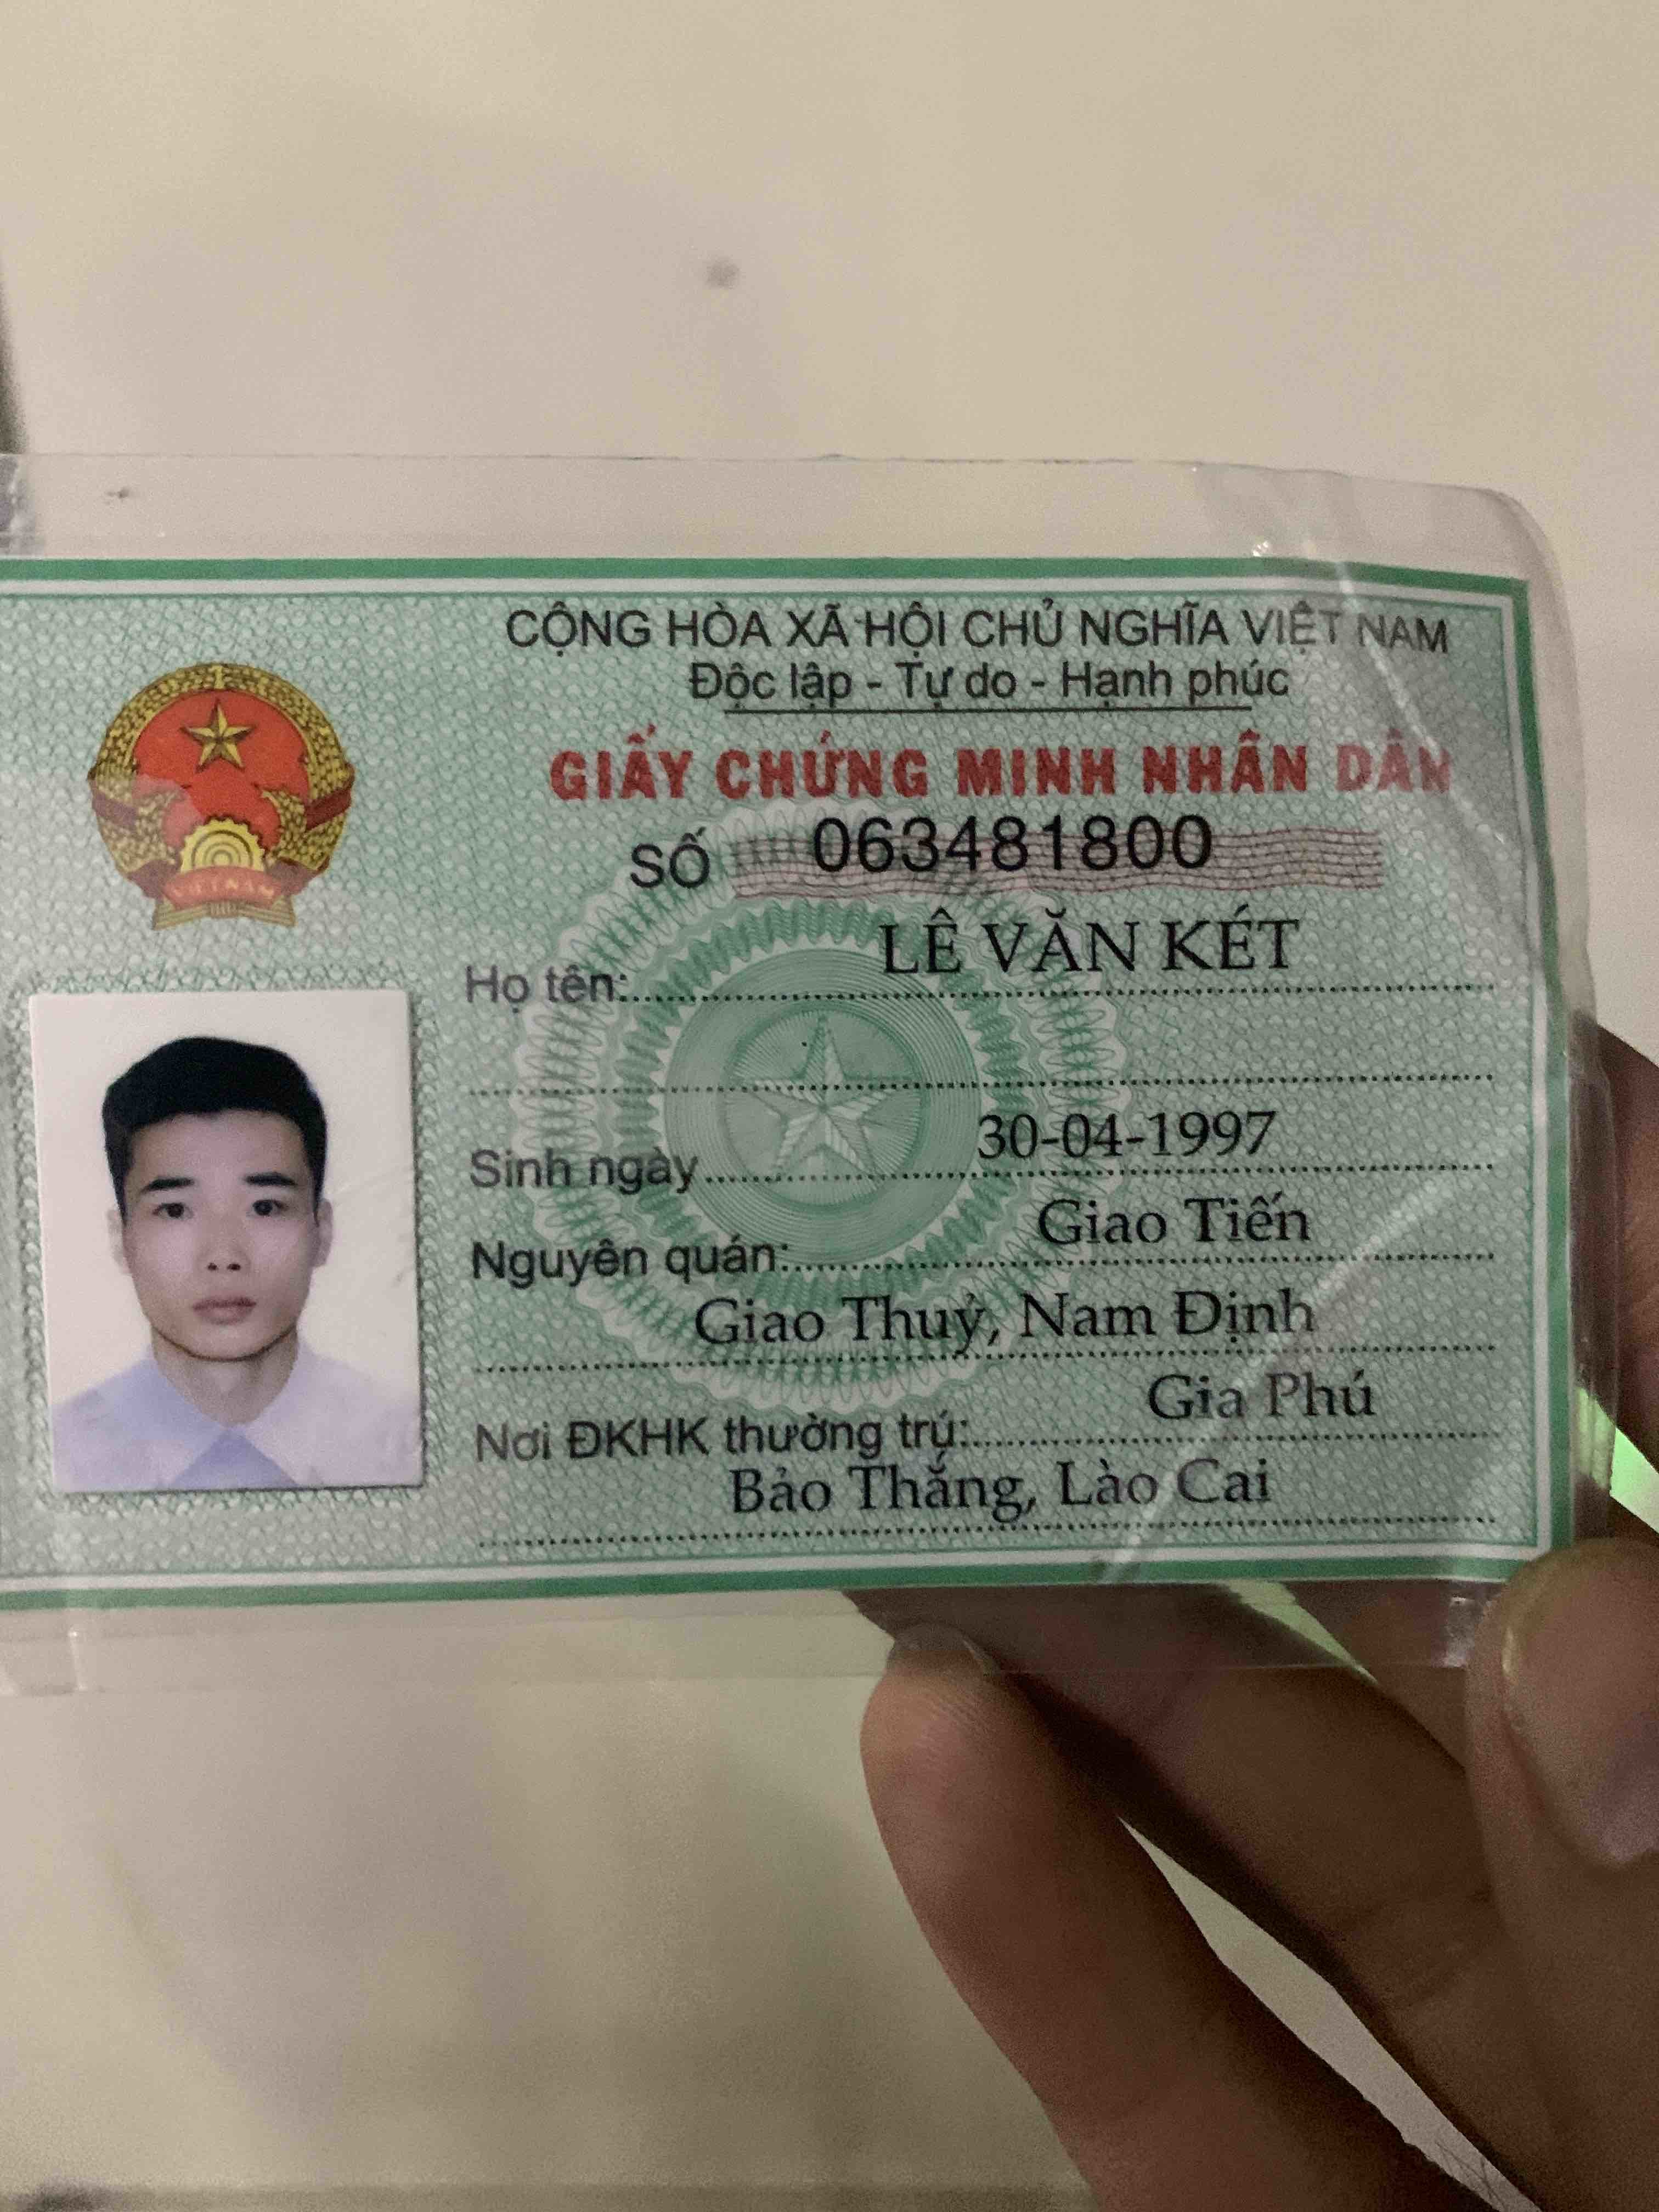 CỘNG HÒA XÃ HỘI CHỦ NGHĨA VIỆT NAM
Độc lập - Tự do - Hạnh phúc
GIẤY CHỨNG MINH NHÂN DÂN
SỐ 063481800
Họ tên: LÊ VĂN KÉT
Sinh ngày 30-04-1997
Nguyên quán: Giao Tiến
Giao Thuỷ, Nam Định
Nơi ĐKHK thường trú: Gia Phú
Bảo Thắng, Lào Cai
VIỆT NAM